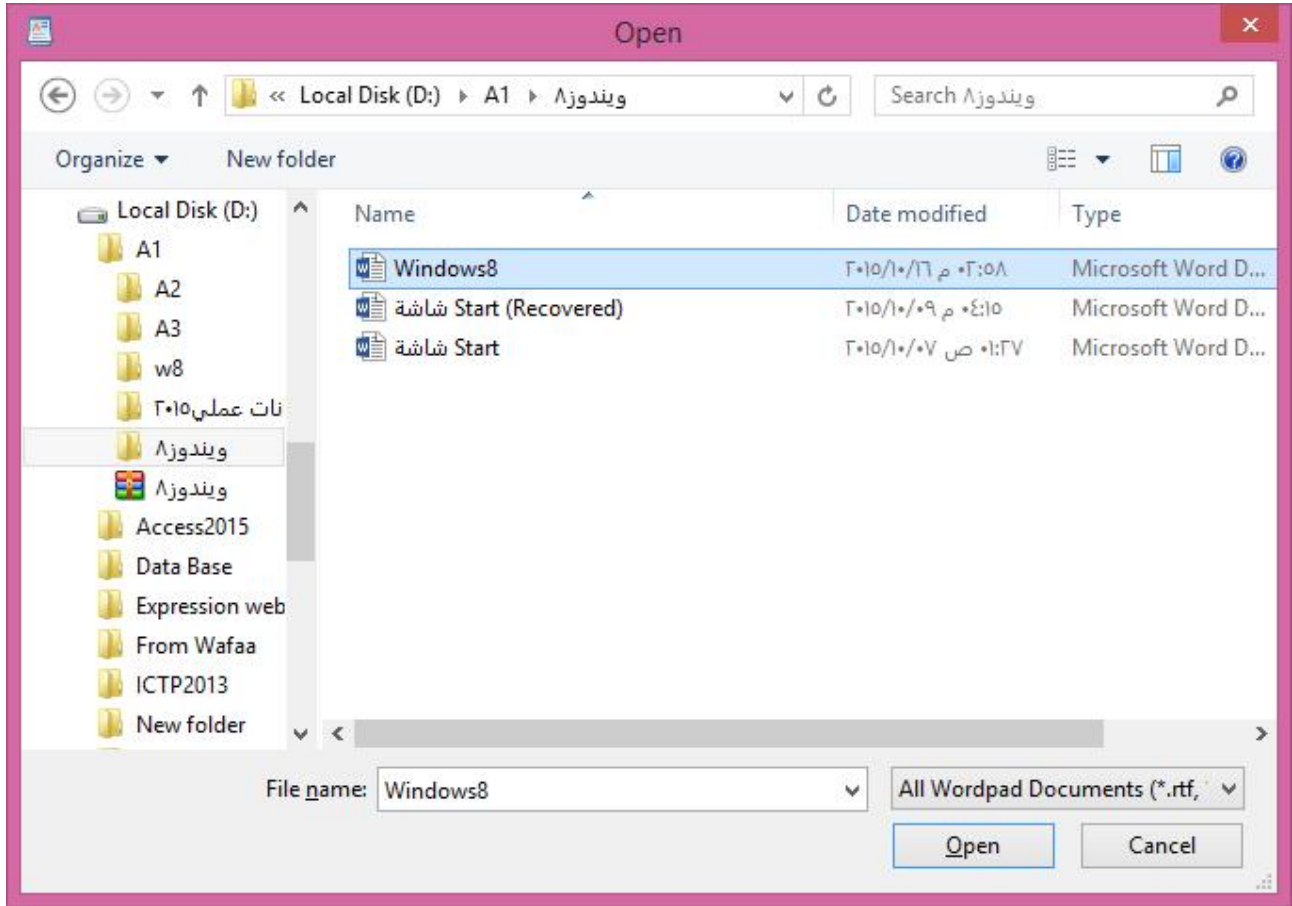 Open
« Local Disk (D:) ▸ A1 ▸ ويندوز٨
Search ويندوز٨
Organize ▾ New folder
Local Disk (D:)
A1
A2
A3
w8
نات عملي٢٠١٥
ويندوز٨
ويندوز٨
Access2015
Data Base
Expression web
From Wafaa
ICTP2013
New folder
Name Date modified Type
Windows8 ٢٠١٥/١٠/١٦ م ٠٢:٥٨ Microsoft Word D...
شاشة Start (Recovered) ٢٠١٥/١٠/٠٩ م ٠٤:١٥ Microsoft Word D...
شاشة Start ٢٠١٥/١٠/٠٧ ص ٠١:٢٧ Microsoft Word D...
File name: Windows8
All Wordpad Documents (*.rtf,
Open Cancel